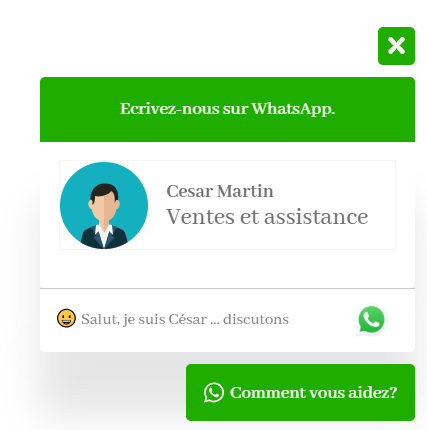 Ecrivez-nous sur WhatsApp.
Cesar Martin
Ventes et assistance
Salut, je suis César ... discutons
Comment vous aidez?